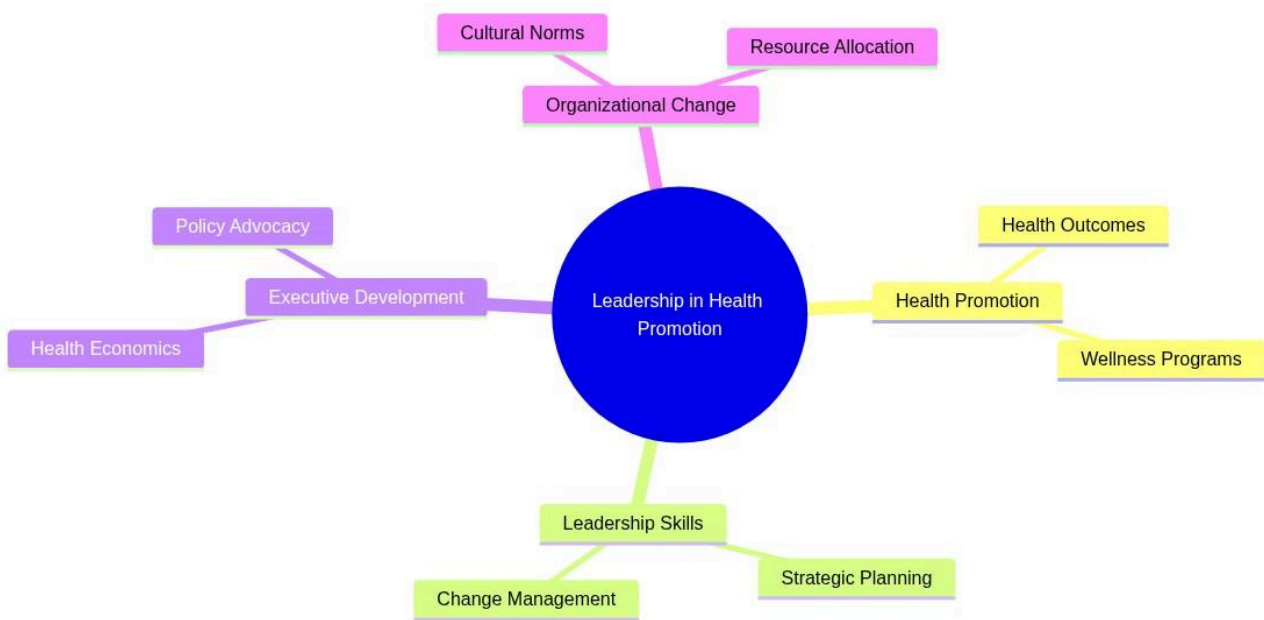 Cultural Norms
Resource Allocation
Organizational Change
Policy Advocacy
Health Outcomes
Executive Development
Leadership in Health
Promotion
Health Promotion
Health Economics
Wellness Programs
Leadership Skills
Strategic Planning
Change Management